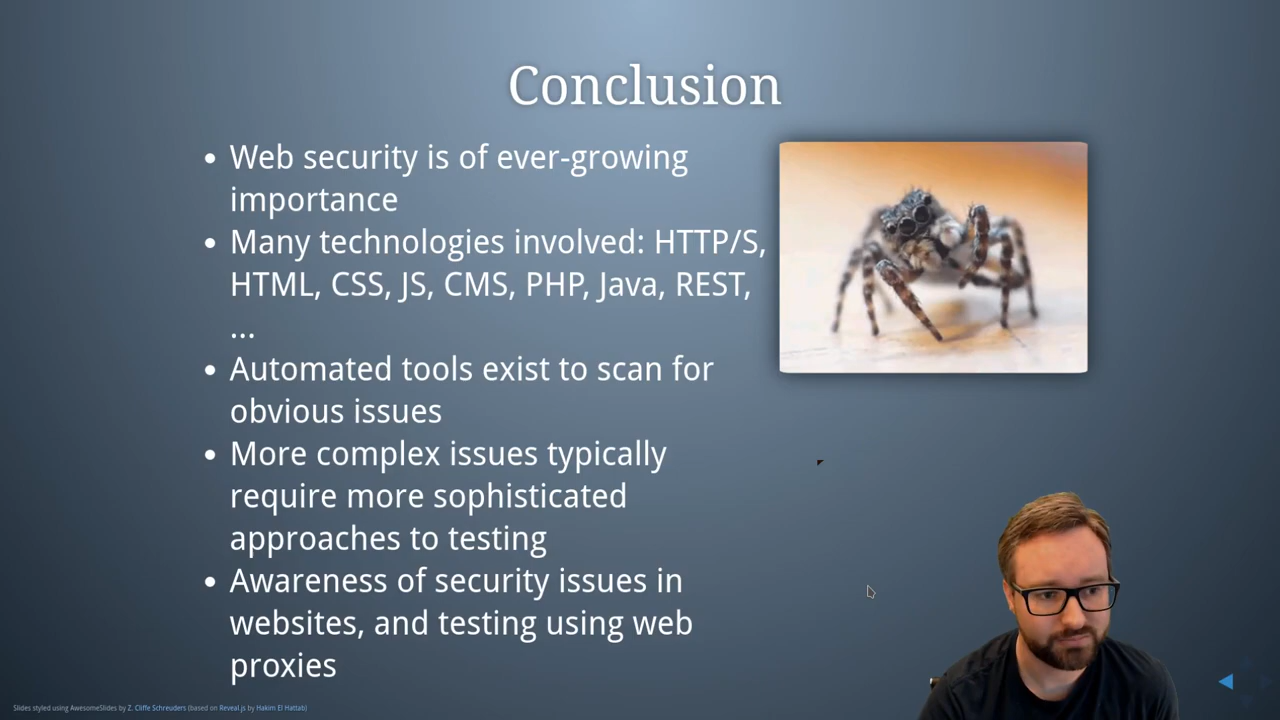 Conclusion
• Web security is of ever-growing
importance
• Many technologies involved: HTTP/S,
HTML, CSS, JS, CMS, PHP, Java, REST,
...
• Automated tools exist to scan for
obvious issues
• More complex issues typically
require more sophisticated
approaches to testing
• Awareness of security issues in
websites, and testing using web
proxies
Slides styled using AwesomeSlides by Z. Cliffe Schreuders (based on Reveal.js by Hakim El Hattab)